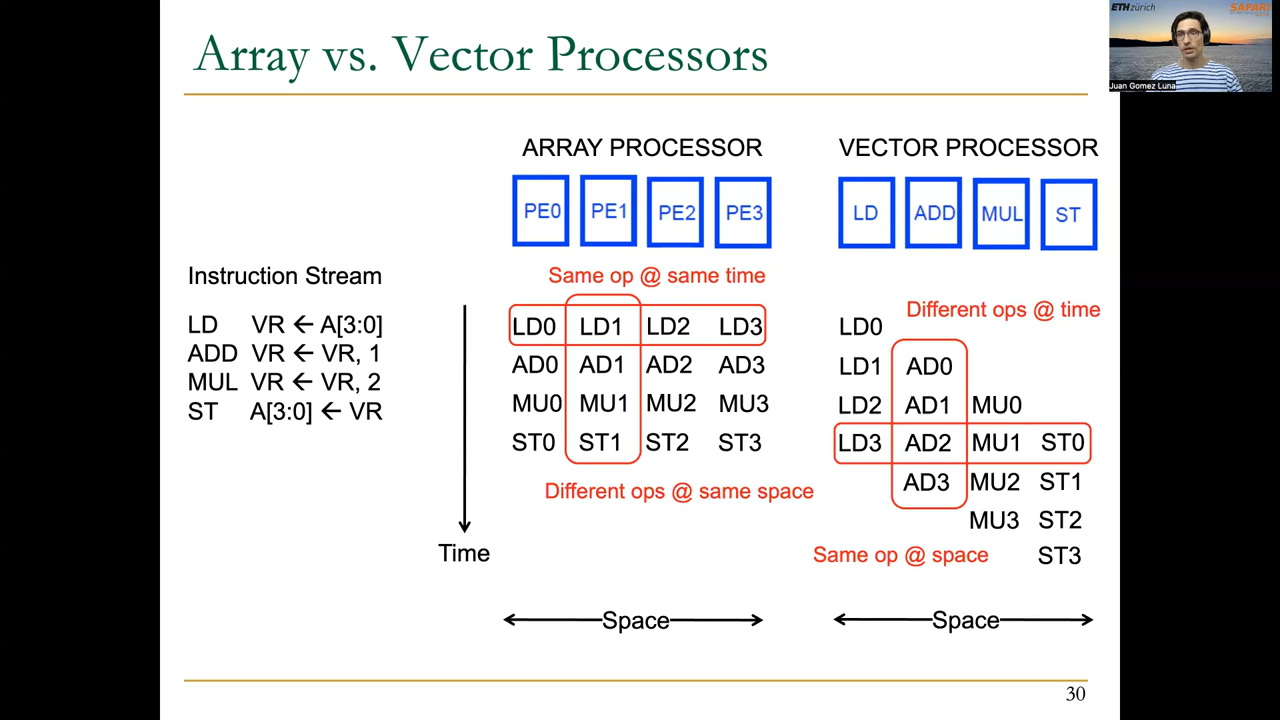 Array vs. Vector Processors
ETH zürich
SAFARI
Juan Gomez Luna
ARRAY PROCESSOR
VECTOR PROCESSOR
PE0 PE1 PE2 PE3
LD ADD MUL ST
Instruction Stream
LD VR ← A[3:0]
ADD VR ← VR, 1
MUL VR ← VR, 2
ST A[3:0] ← VR
Time
Same op @ same time
LD0 LD1 LD2 LD3
AD0 AD1 AD2 AD3
MU0 MU1 MU2 MU3
ST0 ST1 ST2 ST3
Different ops @ same space
Space
Different ops @ time
LD0
LD1 AD0
LD2 AD1 MU0
LD3 AD2 MU1 ST0
AD3 MU2 ST1
MU3 ST2
ST3
Same op @ space
Space
30